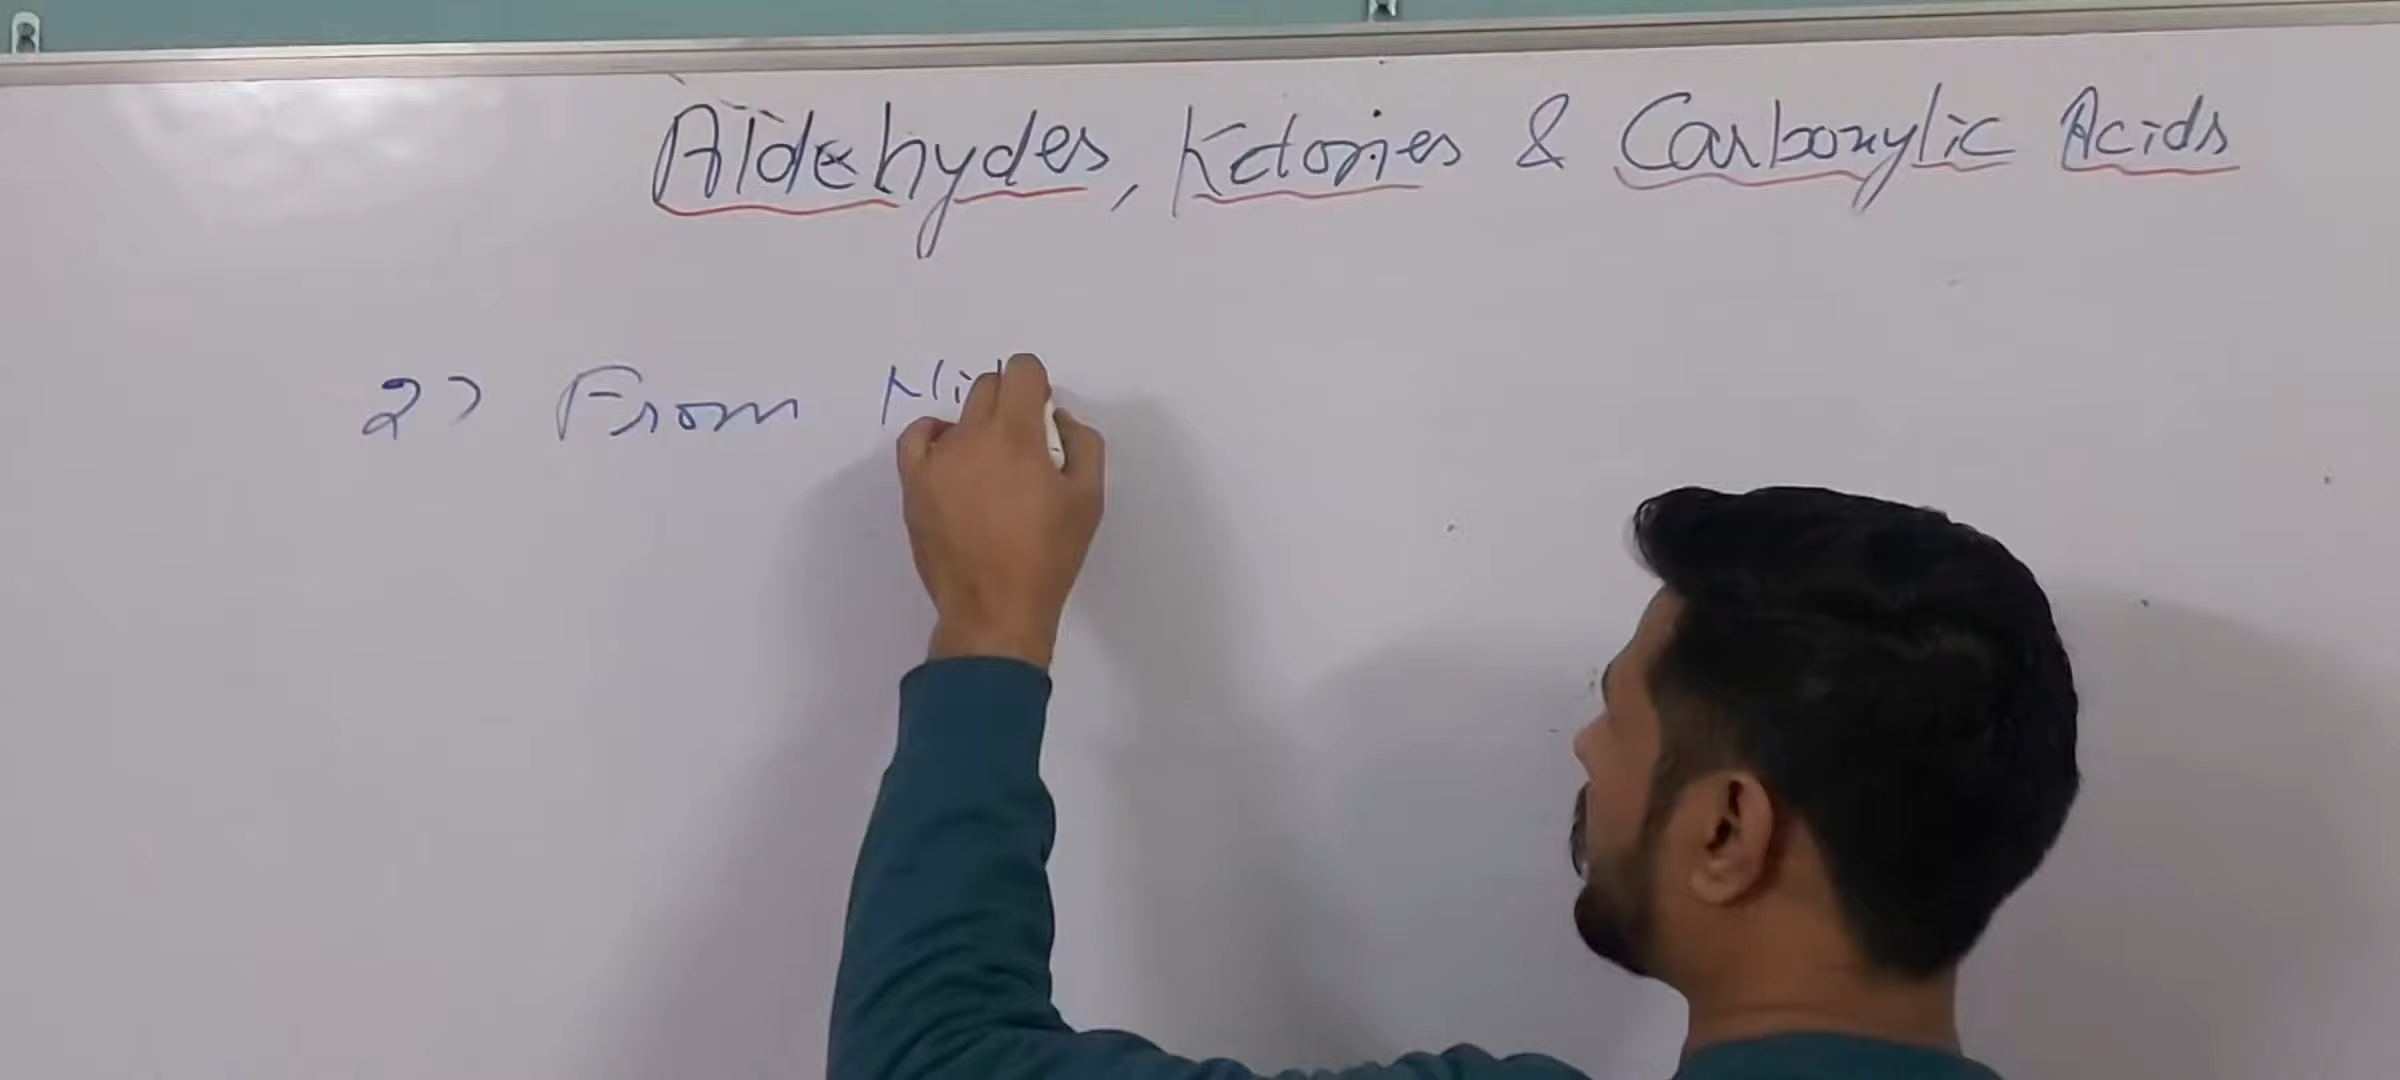 Aldehydes, Ketones & Carboxylic Acids
2) From